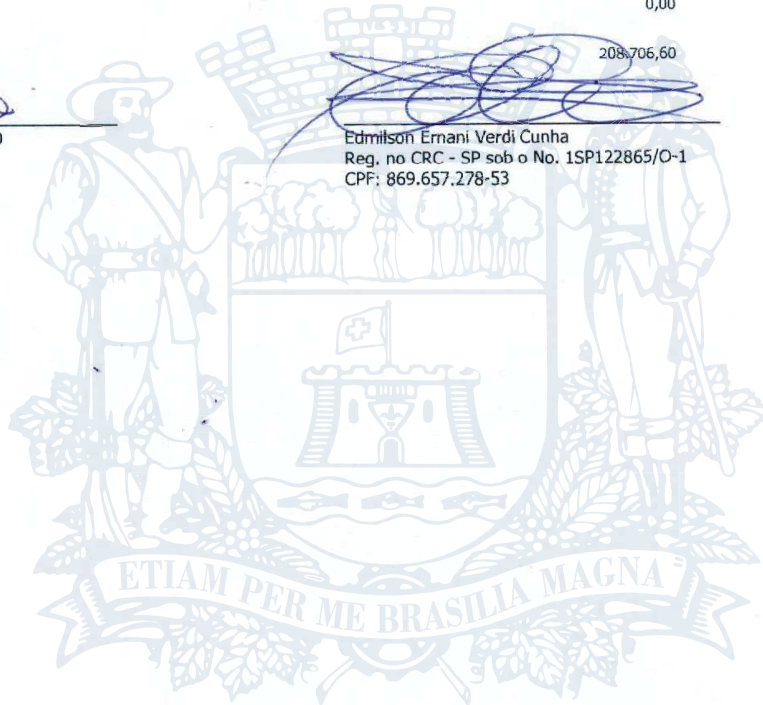 0,00
208.706,60
0
Edmilson Ernani Verdi Cunha
Reg. no CRC - SP sob o No. 1SP122865/O-1
CPF: 869.657.278-53
ETIAM PER ME BRASILIA MAGNA